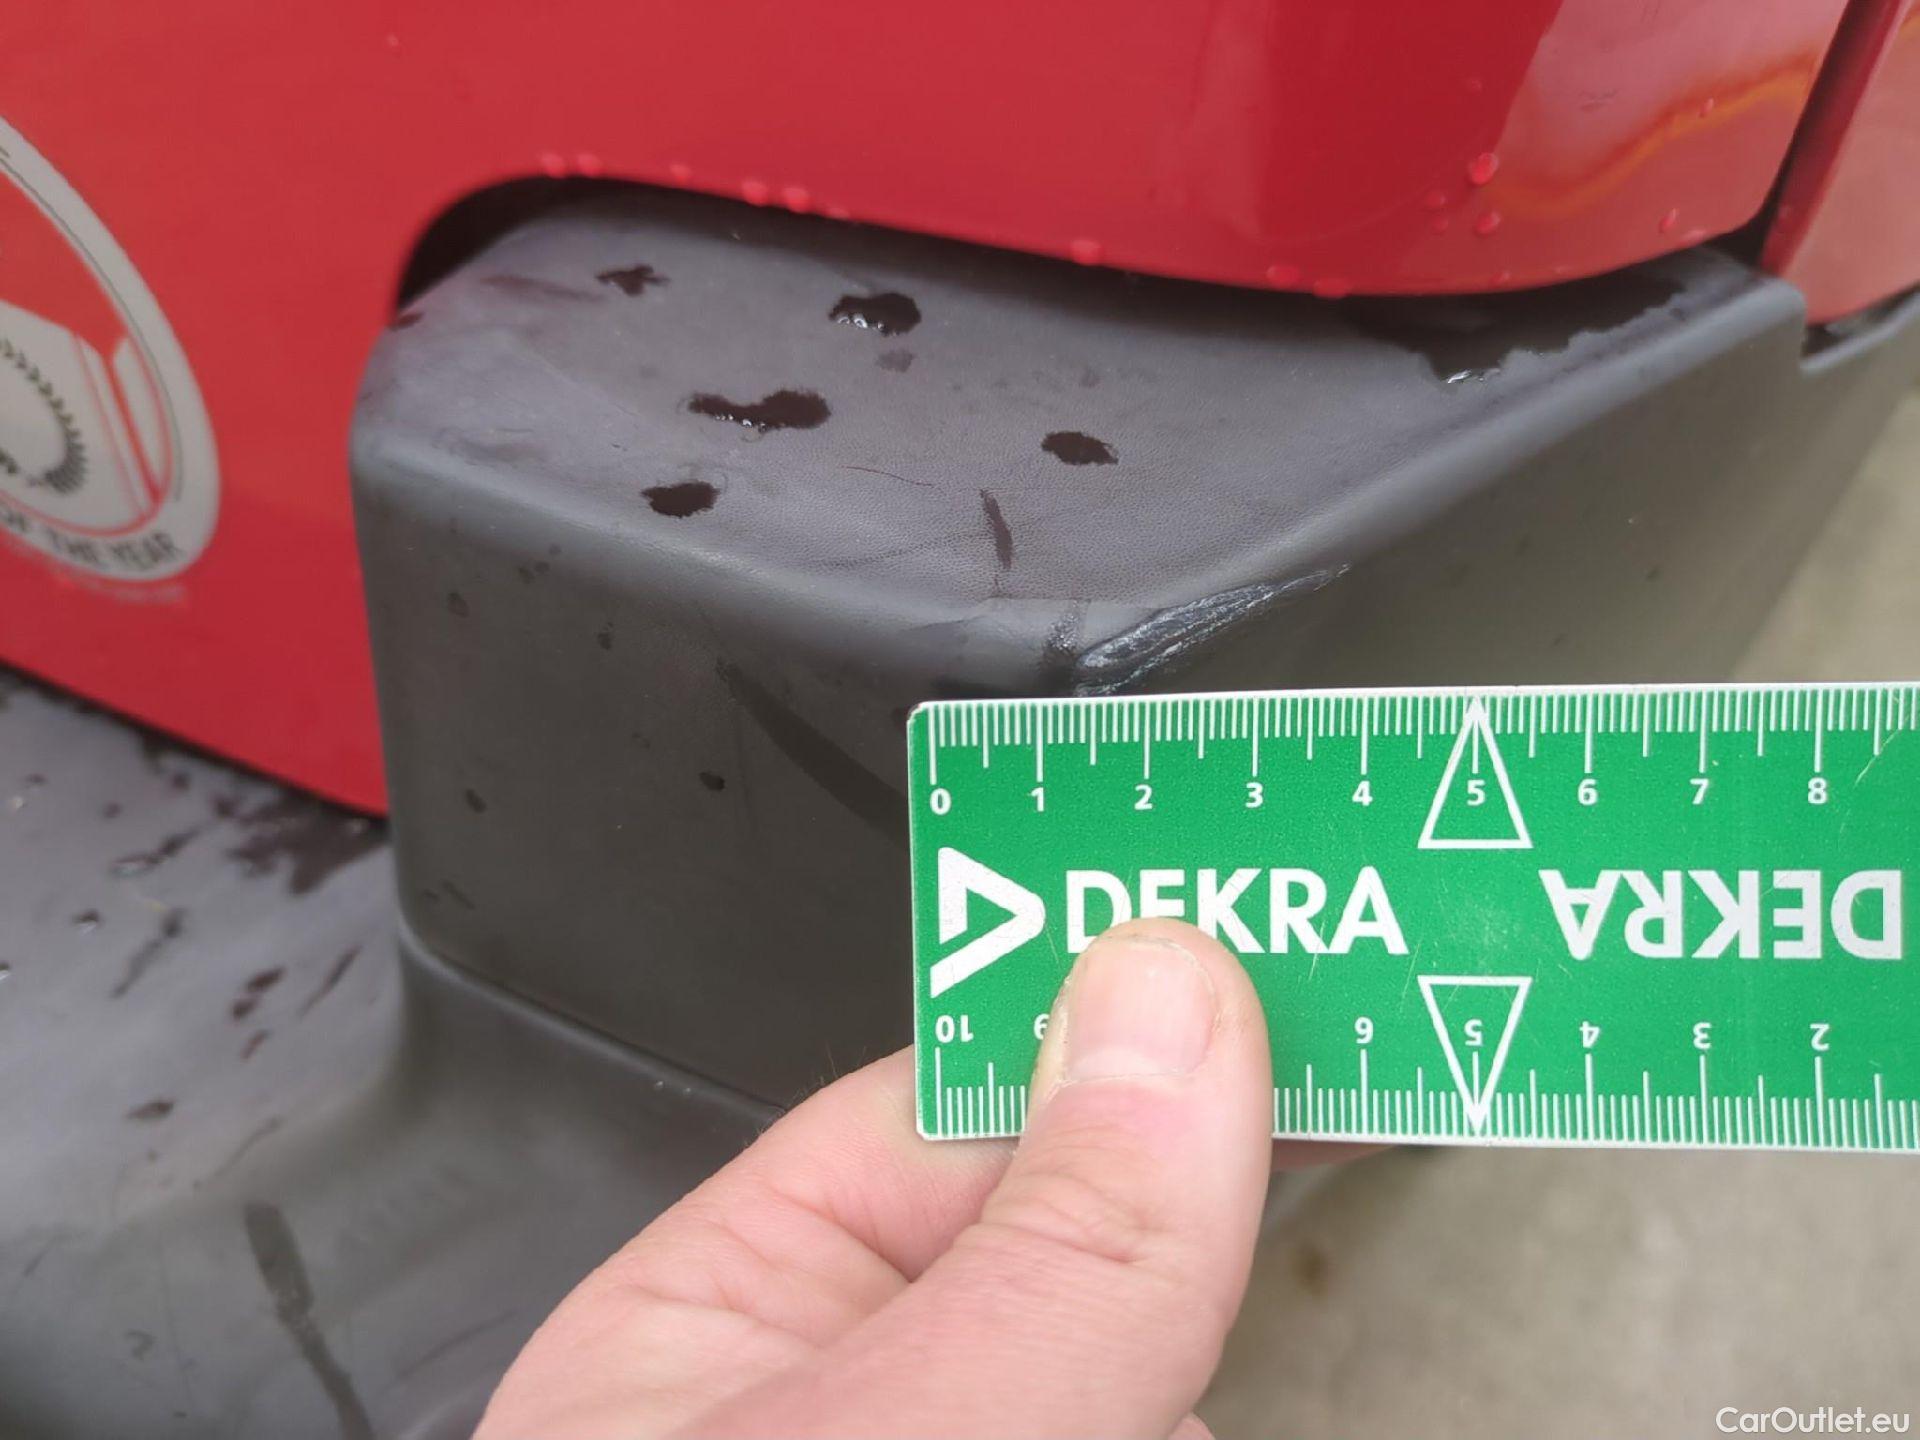 OF THE YEAR
0 1 2 3 4 5 6 7 8
DEKRA DEKRA
10 9 6 5 4 3 2
CarOutlet.eu